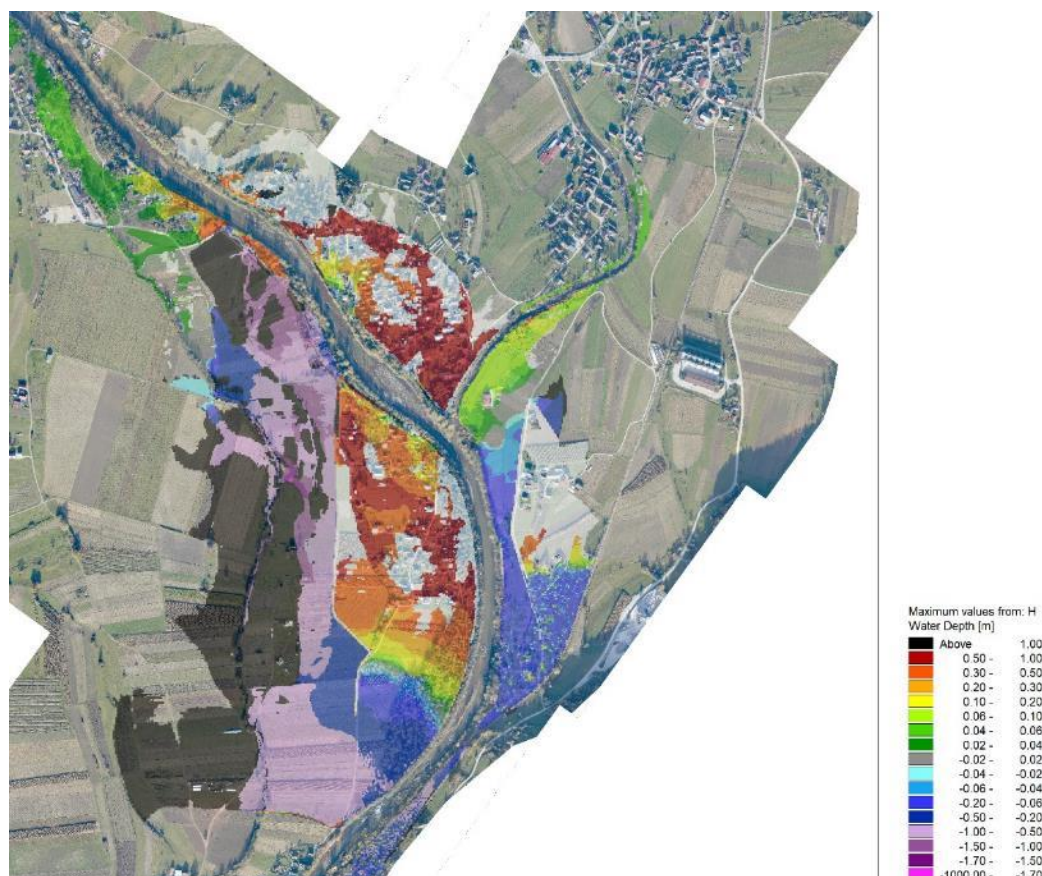 Maximum values from: H
Water Depth [m]
Above 1.00
0.50 - 1.00
0.30 - 0.50
0.20 - 0.30
0.10 - 0.20
0.06 - 0.10
0.04 - 0.06
0.02 - 0.04
-0.02 - 0.02
-0.04 - -0.02
-0.06 - -0.04
-0.20 - -0.06
-0.50 - -0.20
-1.00 - -0.50
-1.50 - -1.00
-1.70 - -1.50
-1000.00 - -1.70